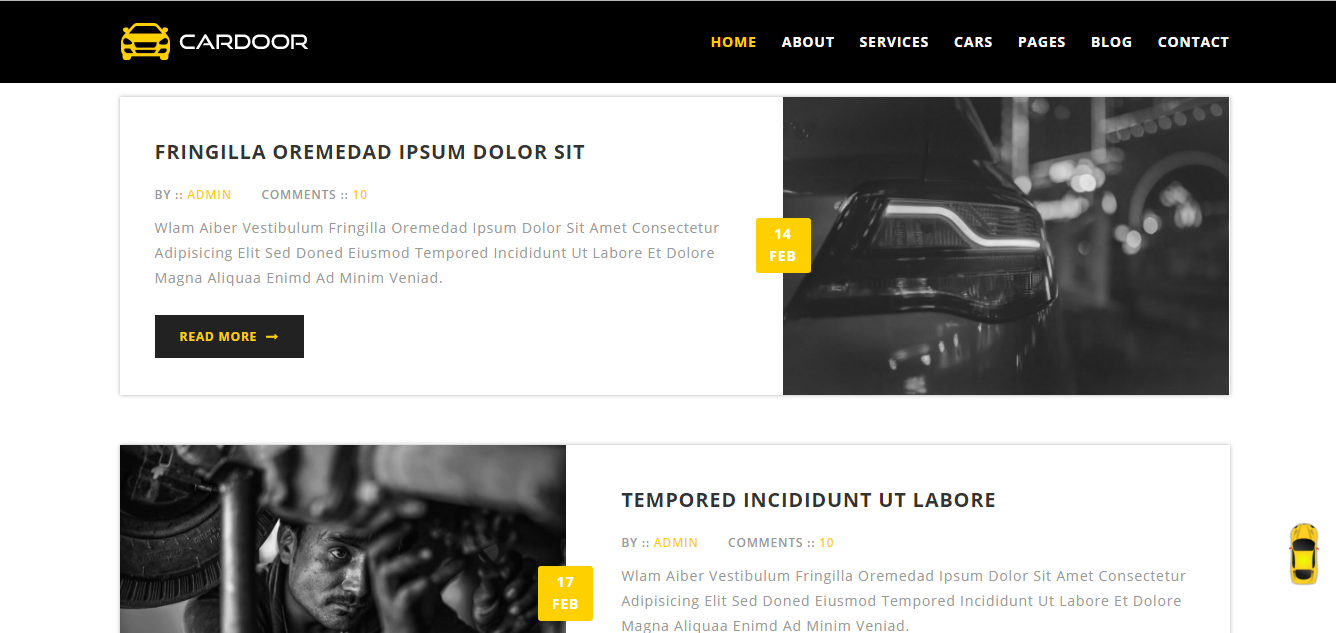 CARDOOR
HOME ABOUT SERVICES CARS PAGES BLOG CONTACT
FRINGILLA OREMEDAD IPSUM DOLOR SIT
BY :: ADMIN COMMENTS :: 10
Wlam Aiber Vestibulum Fringilla Oremedad Ipsum Dolor Sit Amet Consectetur
Adipisicing Elit Sed Doned Eiusmod Tempored Incididunt Ut Labore Et Dolore
Magna Aliquaa Enimd Ad Minim Veniad.
READ MORE →
14
FEB
17
FEB
TEMPORED INCIDIDUNT UT LABORE
BY :: ADMIN COMMENTS :: 10
Wlam Aiber Vestibulum Fringilla Oremedad Ipsum Dolor Sit Amet Consectetur
Adipisicing Elit Sed Doned Eiusmod Tempored Incididunt Ut Labore Et Dolore
Magna Aliquaa Enimd Ad Minim Veniad.